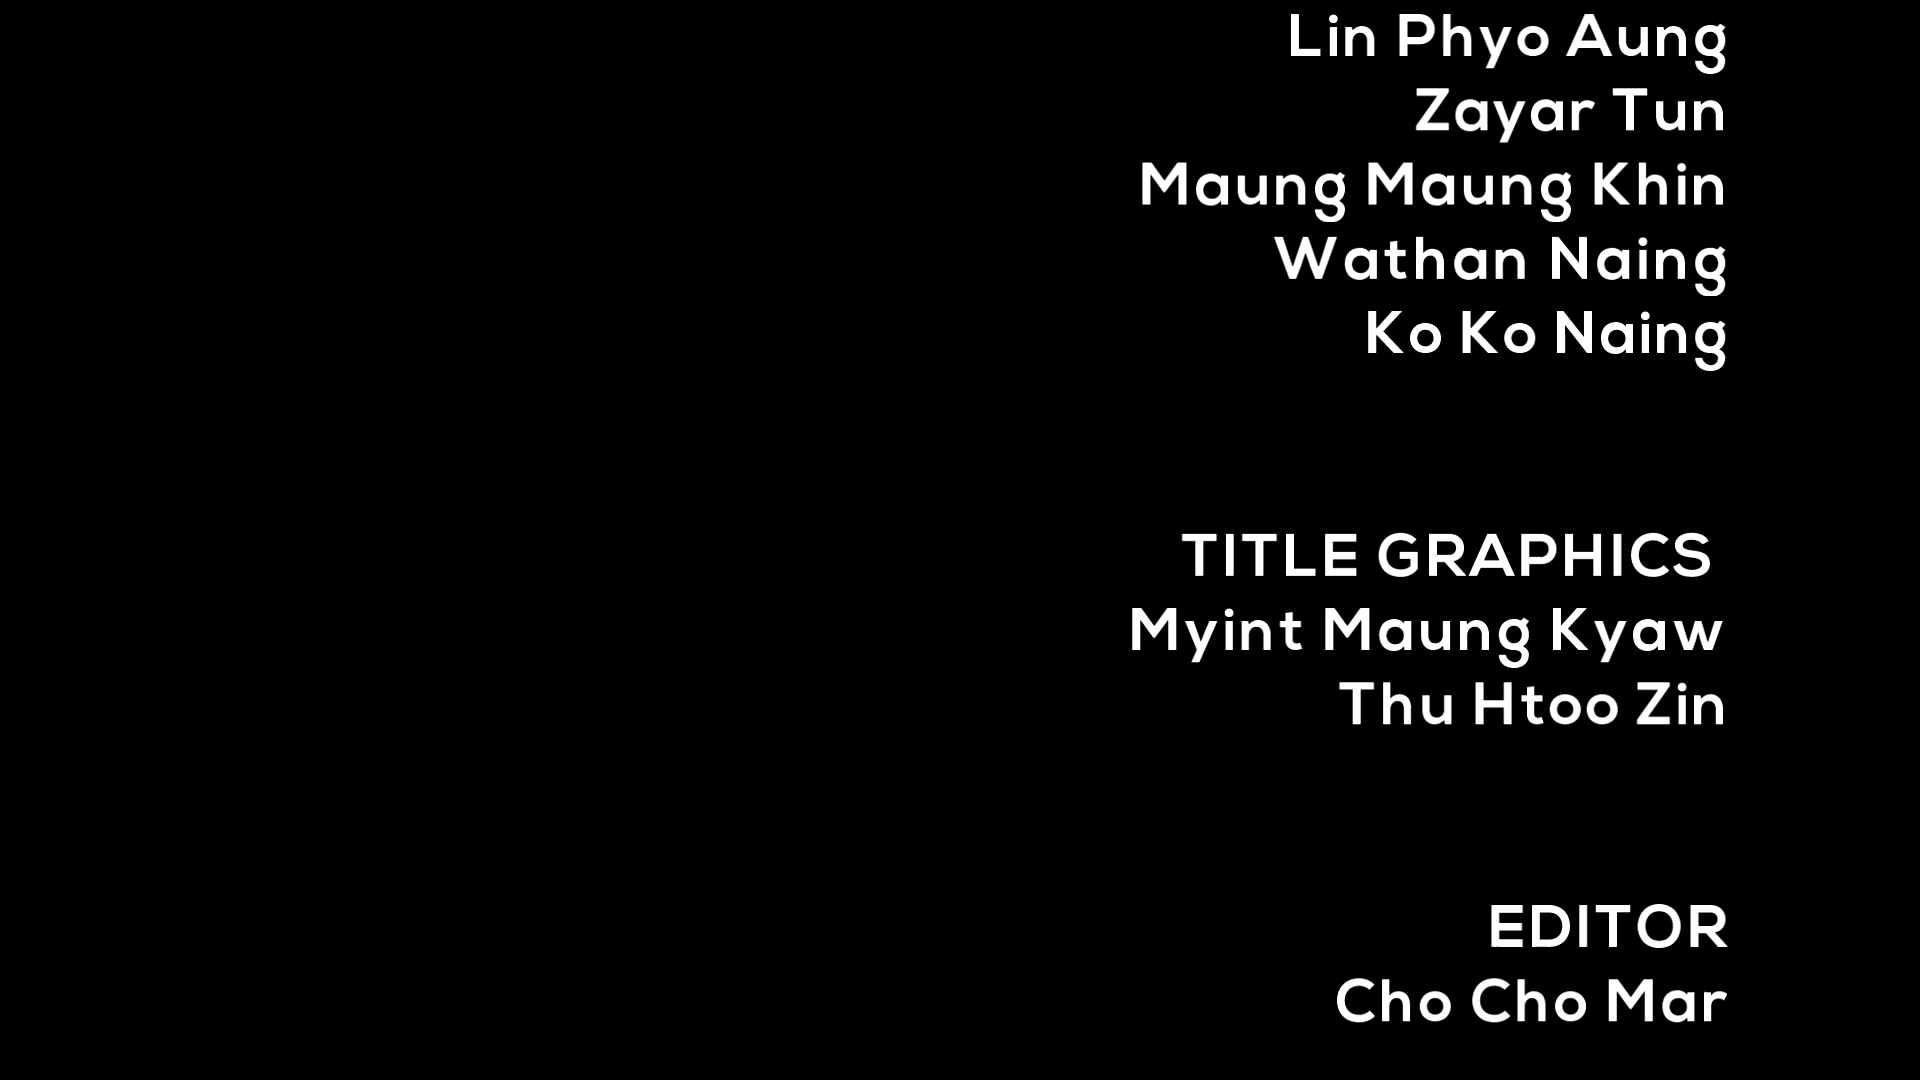 Lin Phyo Aung
Zayar Tun
Maung Maung Khin
Wathan Naing
Ko Ko Naing
TITLE GRAPHICS
Myint Maung Kyaw
Thu Htoo Zin
EDITOR
Cho Cho Mar